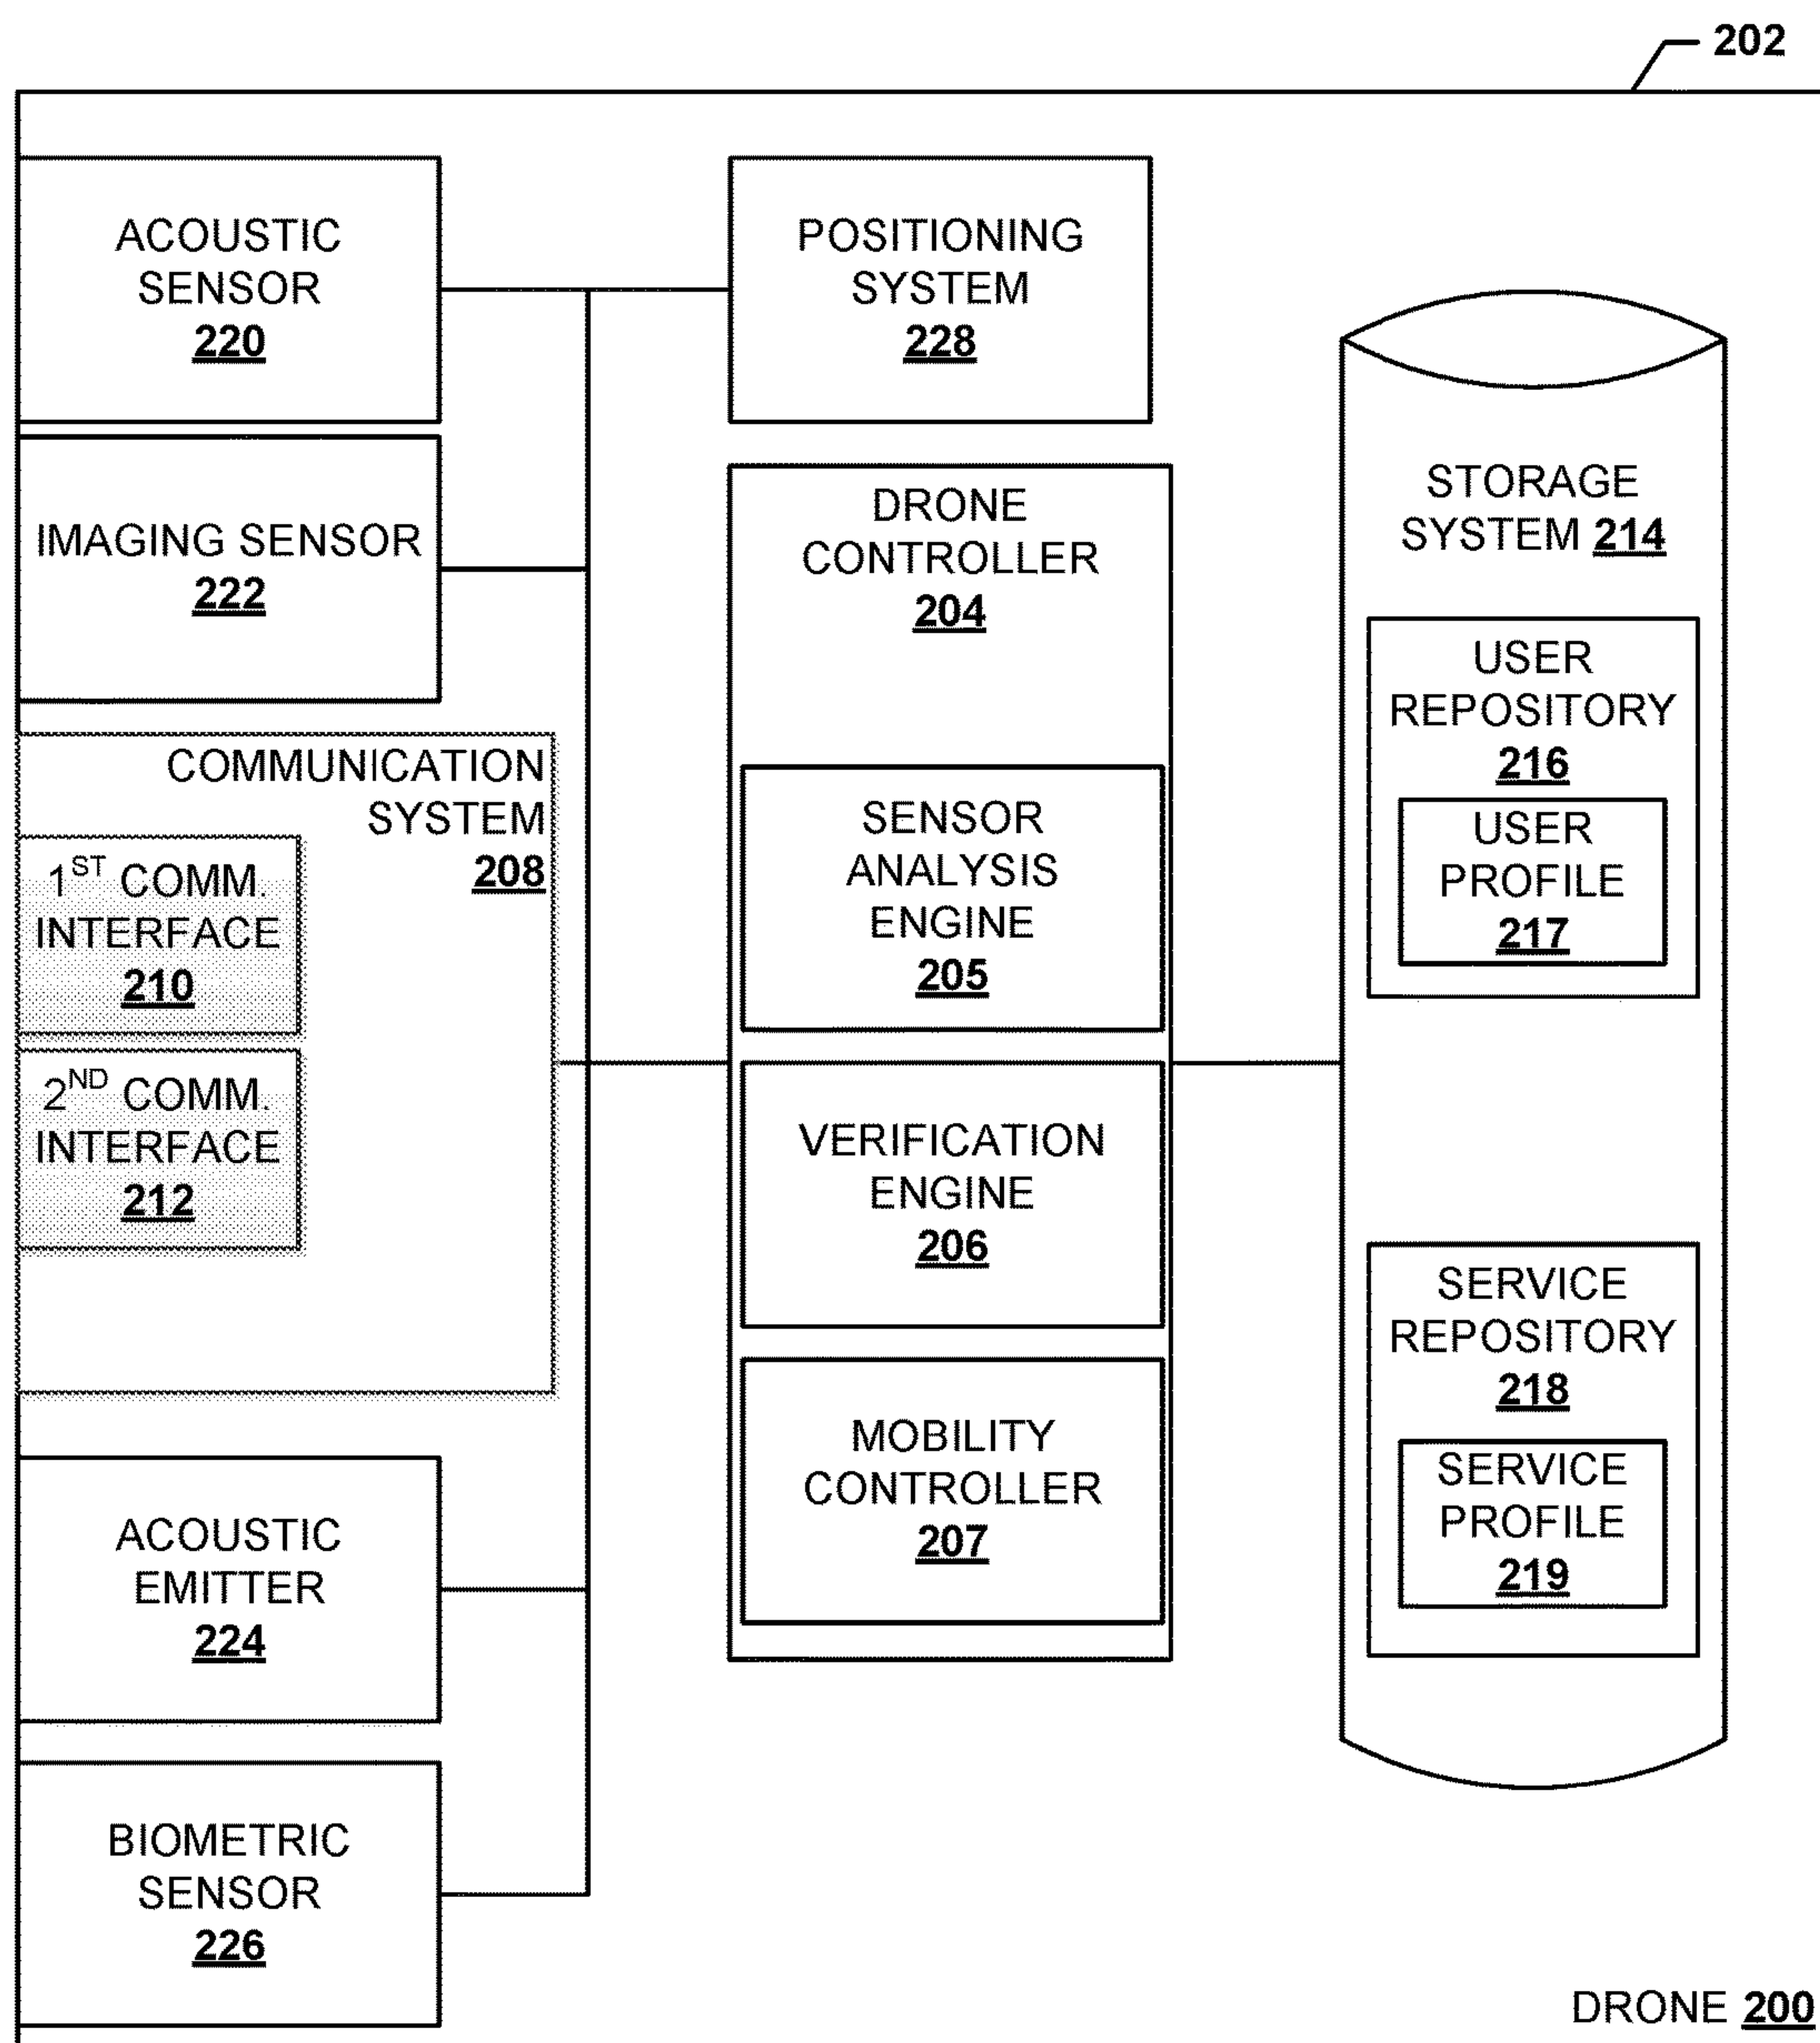 202
ACOUSTIC
SENSOR
220
POSITIONING
SYSTEM
228
IMAGING SENSOR
222
DRONE
CONTROLLER
204
STORAGE
SYSTEM 214
USER
REPOSITORY
216
USER
PROFILE
217
COMMUNICATION
SYSTEM
208
1ST COMM.
INTERFACE
210
2ND COMM.
INTERFACE
212
SENSOR
ANALYSIS
ENGINE
205
VERIFICATION
ENGINE
206
MOBILITY
CONTROLLER
207
SERVICE
REPOSITORY
218
SERVICE
PROFILE
219
ACOUSTIC
EMITTER
224
BIOMETRIC
SENSOR
226
DRONE 200